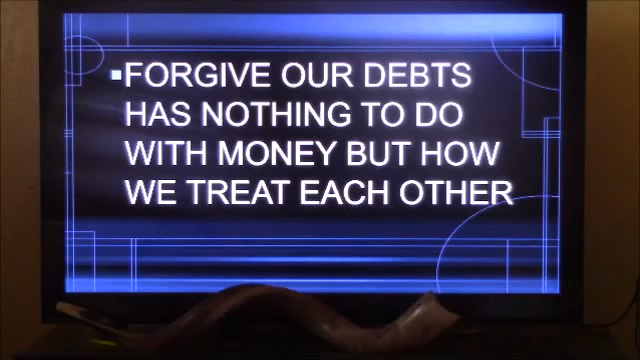 FORGIVE OUR DEBTS
HAS NOTHING TO DO
WITH MONEY BUT HOW
WE TREAT EACH OTHER